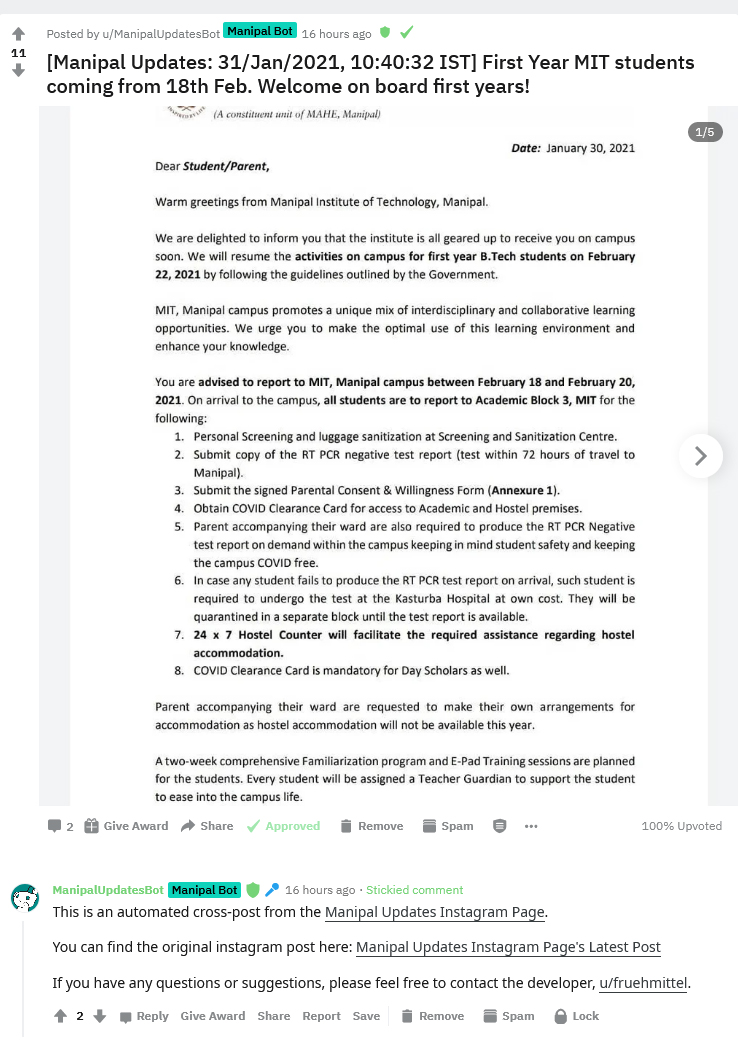 Posted by u/ManipalUpdatesBot Manipal Bot 16 hours ago
11
[Manipal Updates: 31/Jan/2021, 10:40:32 IST] First Year MIT students
coming from 18th Feb. Welcome on board first years!
INSPIRED BY LIFE
(A constituent unit of MAHE, Manipal)
1/5
Date: January 30, 2021
Dear Student/Parent,
Warm greetings from Manipal Institute of Technology, Manipal.
We are delighted to inform you that the institute is all geared up to receive you on campus
soon. We will resume the activities on campus for first year B.Tech students on February
22, 2021 by following the guidelines outlined by the Government.
MIT, Manipal campus promotes a unique mix of interdisciplinary and collaborative learning
opportunities. We urge you to make the optimal use of this learning environment and
enhance your knowledge.
You are advised to report to MIT, Manipal campus between February 18 and February 20,
2021. On arrival to the campus, all students are to report to Academic Block 3, MIT for the
following:
1. Personal Screening and luggage sanitization at Screening and Sanitization Centre.
2. Submit copy of the RT PCR negative test report (test within 72 hours of travel to
Manipal).
3. Submit the signed Parental Consent & Willingness Form (Annexure 1).
4. Obtain COVID Clearance Card for access to Academic and Hostel premises.
5. Parent accompanying their ward are also required to produce the RT PCR Negative
test report on demand within the campus keeping in mind student safety and keeping
the campus COVID free.
6. In case any student fails to produce the RT PCR test report on arrival, such student is
required to undergo the test at the Kasturba Hospital at own cost. They will be
quarantined in a separate block until the test report is available.
7. 24 x 7 Hostel Counter will facilitate the required assistance regarding hostel
accommodation.
8. COVID Clearance Card is mandatory for Day Scholars as well.
Parent accompanying their ward are requested to make their own arrangements for
accommodation as hostel accommodation will not be available this year.
A two-week comprehensive Familiarization program and E-Pad Training sessions are planned
for the students. Every student will be assigned a Teacher Guardian to support the student
to ease into the campus life.
2 Give Award Share Approved Remove Spam ••• 100% Upvoted
ManipalUpdatesBot Manipal Bot 16 hours ago · Stickied comment
This is an automated cross-post from the Manipal Updates Instagram Page.
You can find the original instagram post here: Manipal Updates Instagram Page's Latest Post
If you have any questions or suggestions, please feel free to contact the developer, u/fruehmittel.
2 Reply Give Award Share Report Save Remove Spam Lock